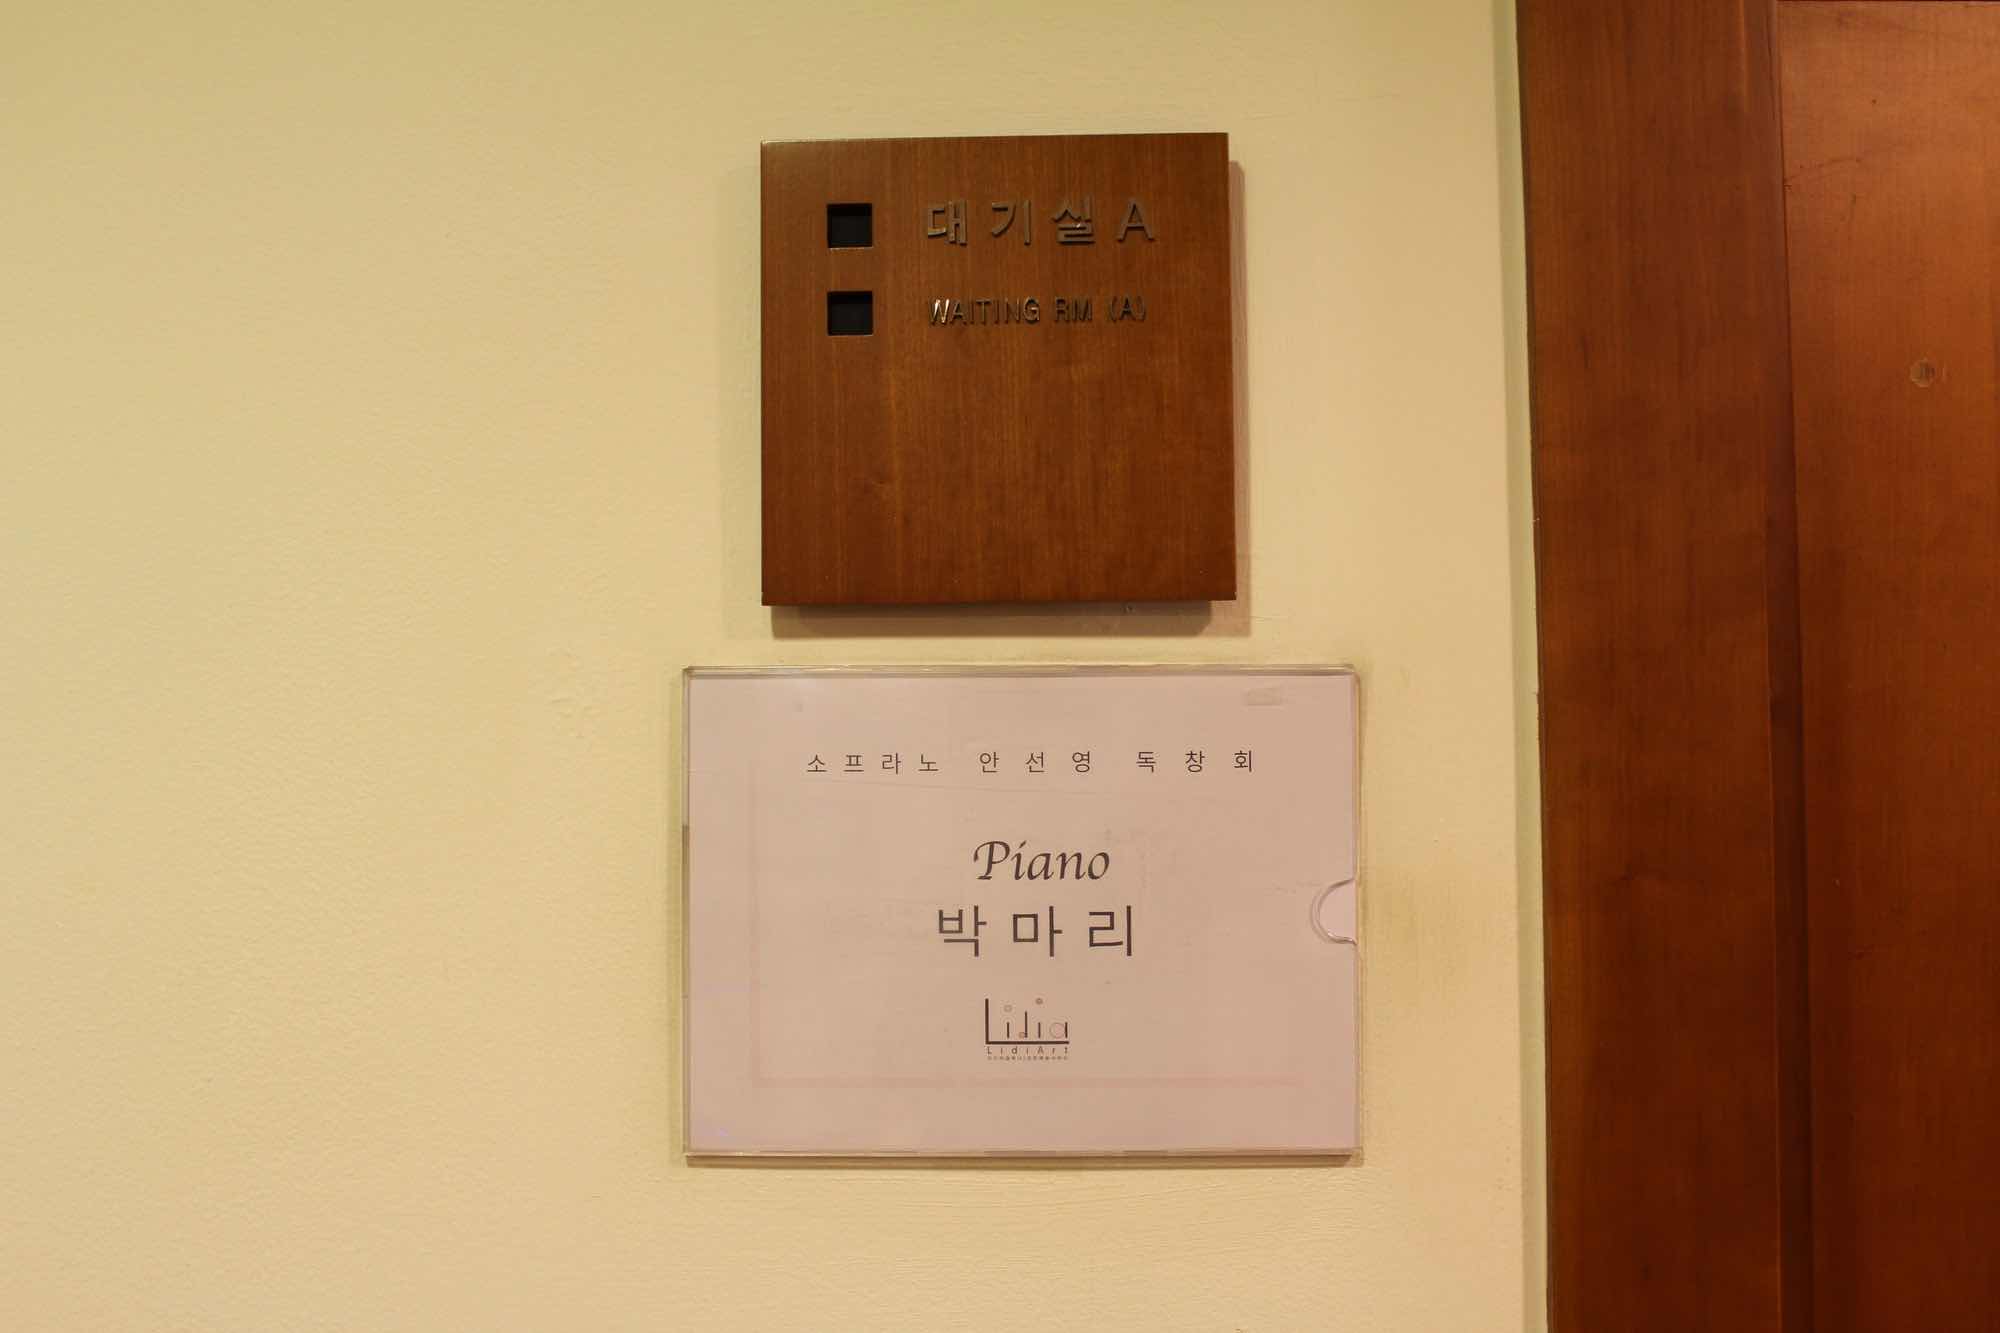 대기실 A
WAITING RM (A)
소프라노 안선영 독창회
Piano
박마리
Lidia
LidiArt